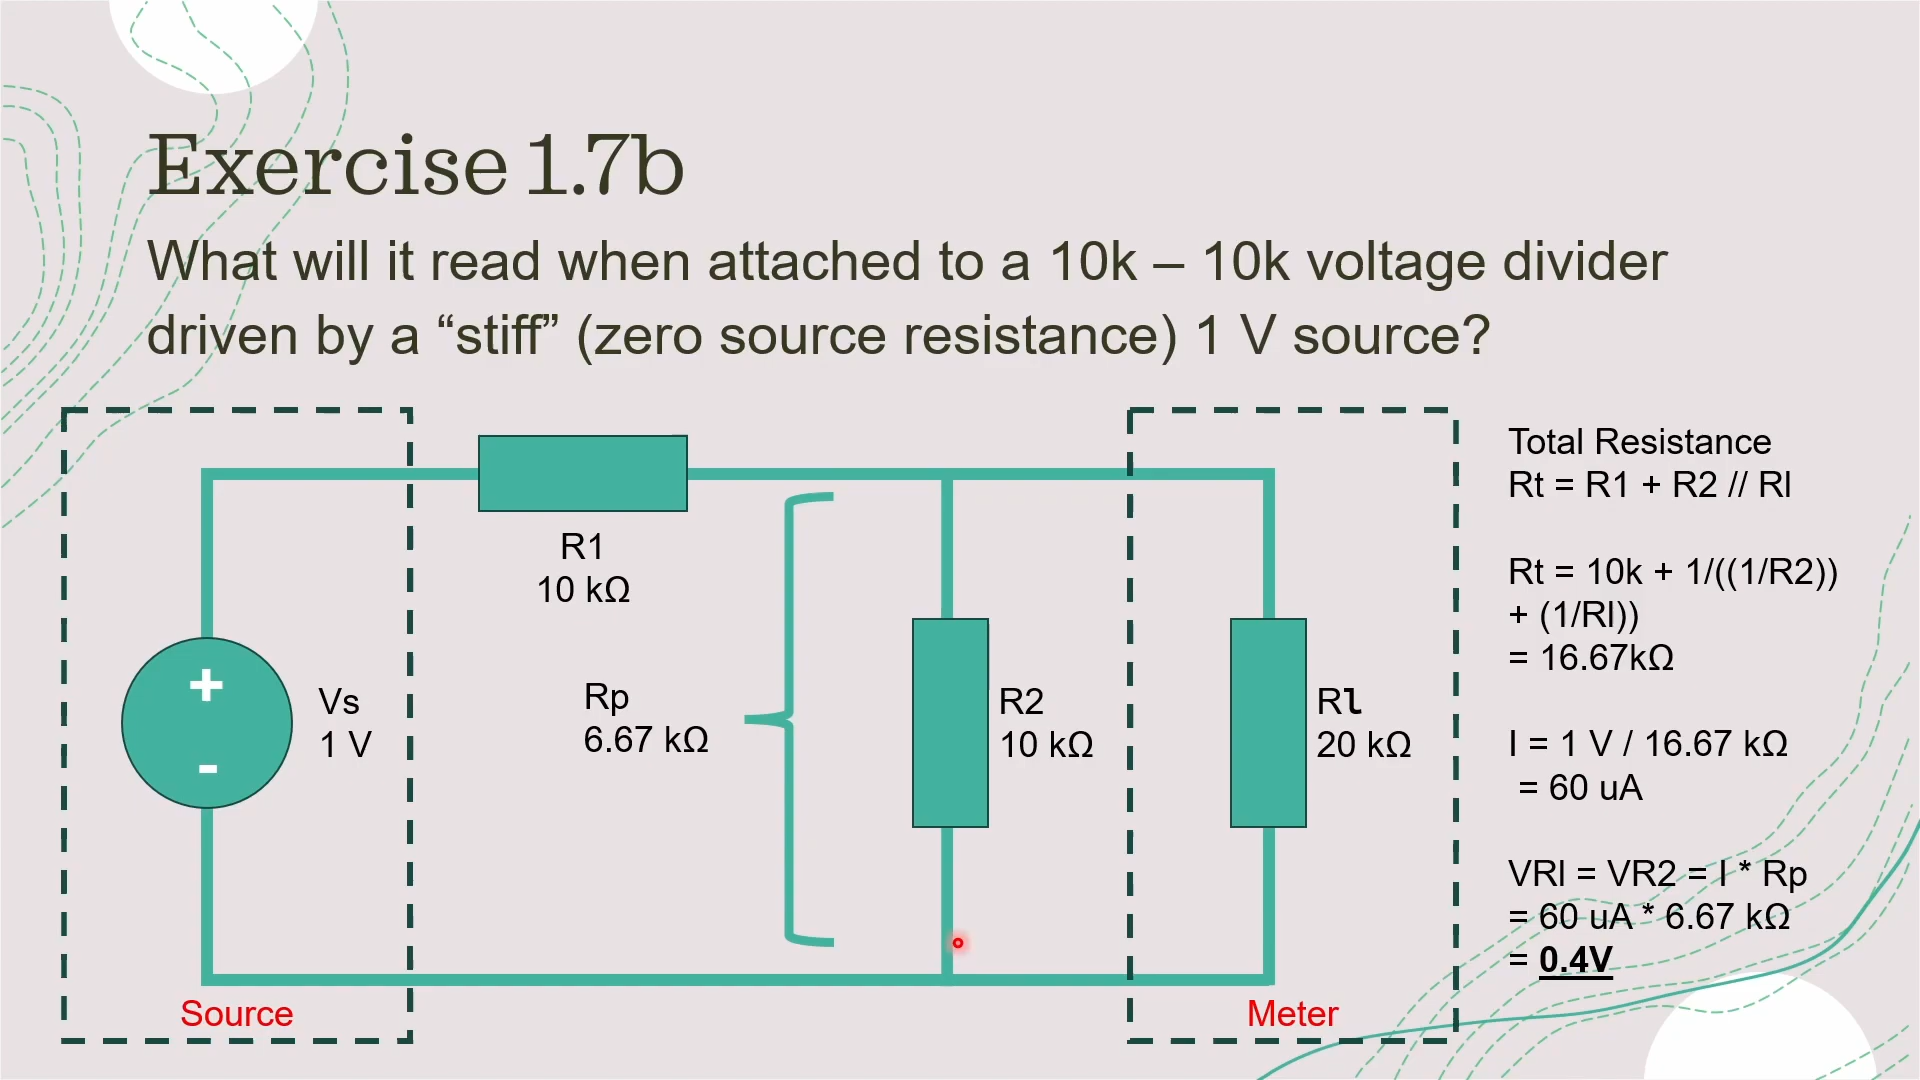 Exercise 1.7b
What will it read when attached to a 10k – 10k voltage divider
driven by a “stiff” (zero source resistance) 1 V source?
R1
10 kΩ
+
-
Vs
1 V
Rp
6.67 kΩ
R2
10 kΩ
Rl
20 kΩ
Source
Meter
Total Resistance
Rt = R1 + R2 // Rl
Rt = 10k + 1/((1/R2))
+ (1/Rl))
= 16.67kΩ
I = 1 V / 16.67 kΩ
= 60 uA
VRl = VR2 = I * Rp
= 60 uA * 6.67 kΩ
= 0.4V